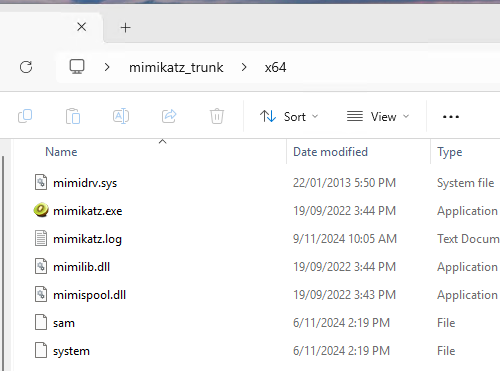 mimikatz_trunk > x64
Sort View ...
Name Date modified Type
mimidrv.sys 22/01/2013 5:50 PM System file
mimikatz.exe 19/09/2022 3:44 PM Application
mimikatz.log 9/11/2024 10:05 AM Text Docum
mimilib.dll 19/09/2022 3:44 PM Application
mimispool.dll 19/09/2022 3:43 PM Application
sam 6/11/2024 2:19 PM File
system 6/11/2024 2:19 PM File